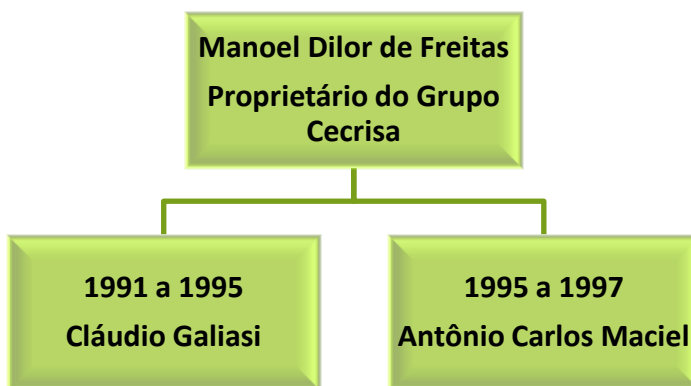 Manoel Dilor de Freitas
Proprietário do Grupo
Cecrisa
1991 a 1995
Cláudio Galiasi
1995 a 1997
Antônio Carlos Maciel